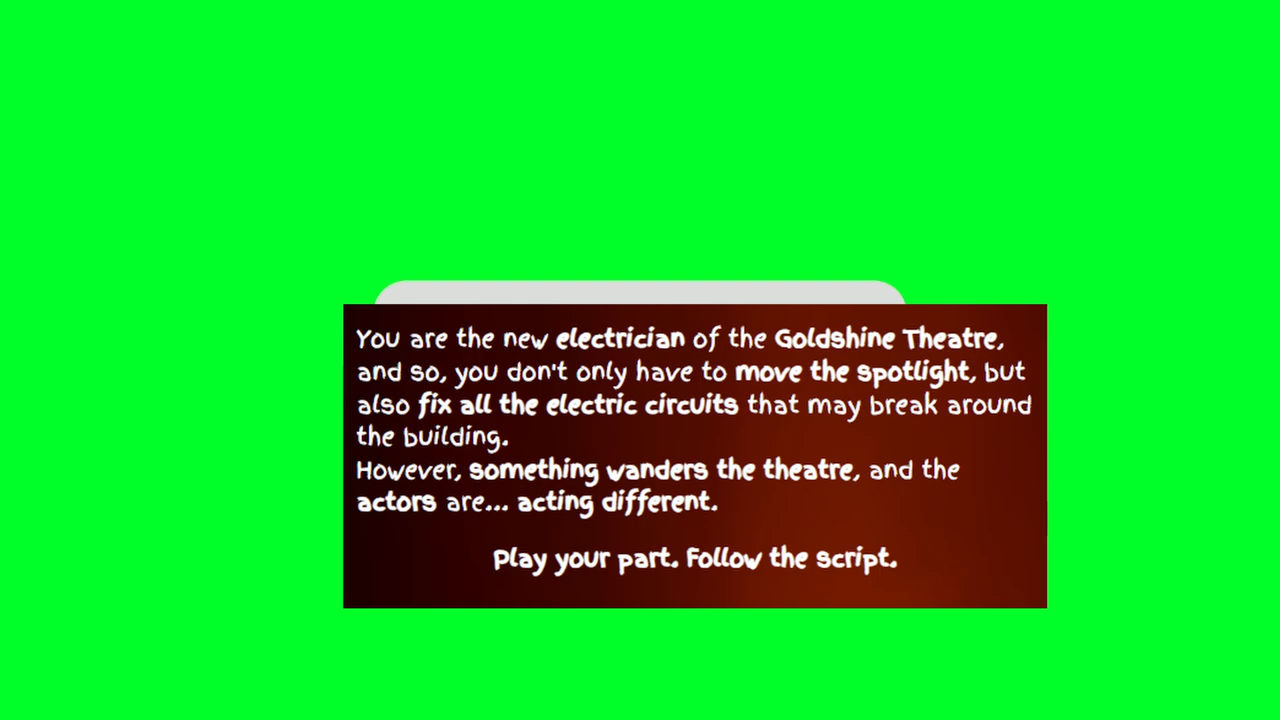 You are the new electrician of the Goldshine Theatre,
and so, you don't only have to move the spotlight, but
also fix all the electric circuits that may break around
the building.
However, something wanders the theatre, and the
actors are... acting different.
Play your part. Follow the script.